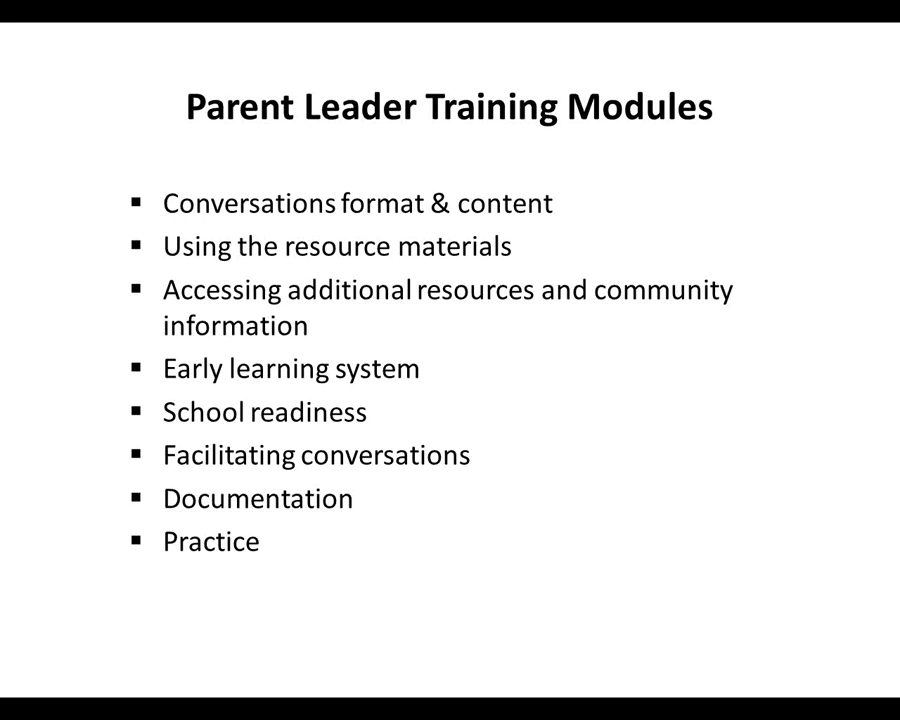 Parent Leader Training Modules
▪ Conversations format & content
▪ Using the resource materials
▪ Accessing additional resources and community
information
▪ Early learning system
▪ School readiness
▪ Facilitating conversations
▪ Documentation
▪ Practice